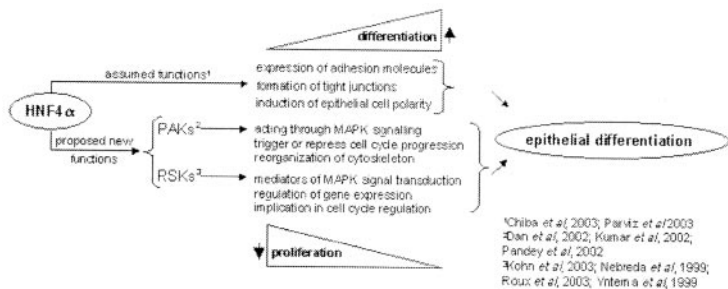 differentiation
assumed functions¹
expression of adhesion molecules
formation of tight junctions
induction of epithelial cell polarity
HNF4α
proposed new
functions
PAKs²
acting through MAPK signalling
trigger or repress cell cycle progression
reorganization of cytoskeleton
RSKs³
mediators of MAPK signal transduction
regulation of gene expression
implication in cell cycle regulation
epithelial differentiation
proliferation
¹Chiba et al, 2003; Parviz et al 2003
²Dan et al, 2002; Kumar et al, 2002;
Pandey et al, 2002
³Kohn et al, 2003; Nebreda et al, 1999;
Roux et al, 2003; Yntema et al, 1999